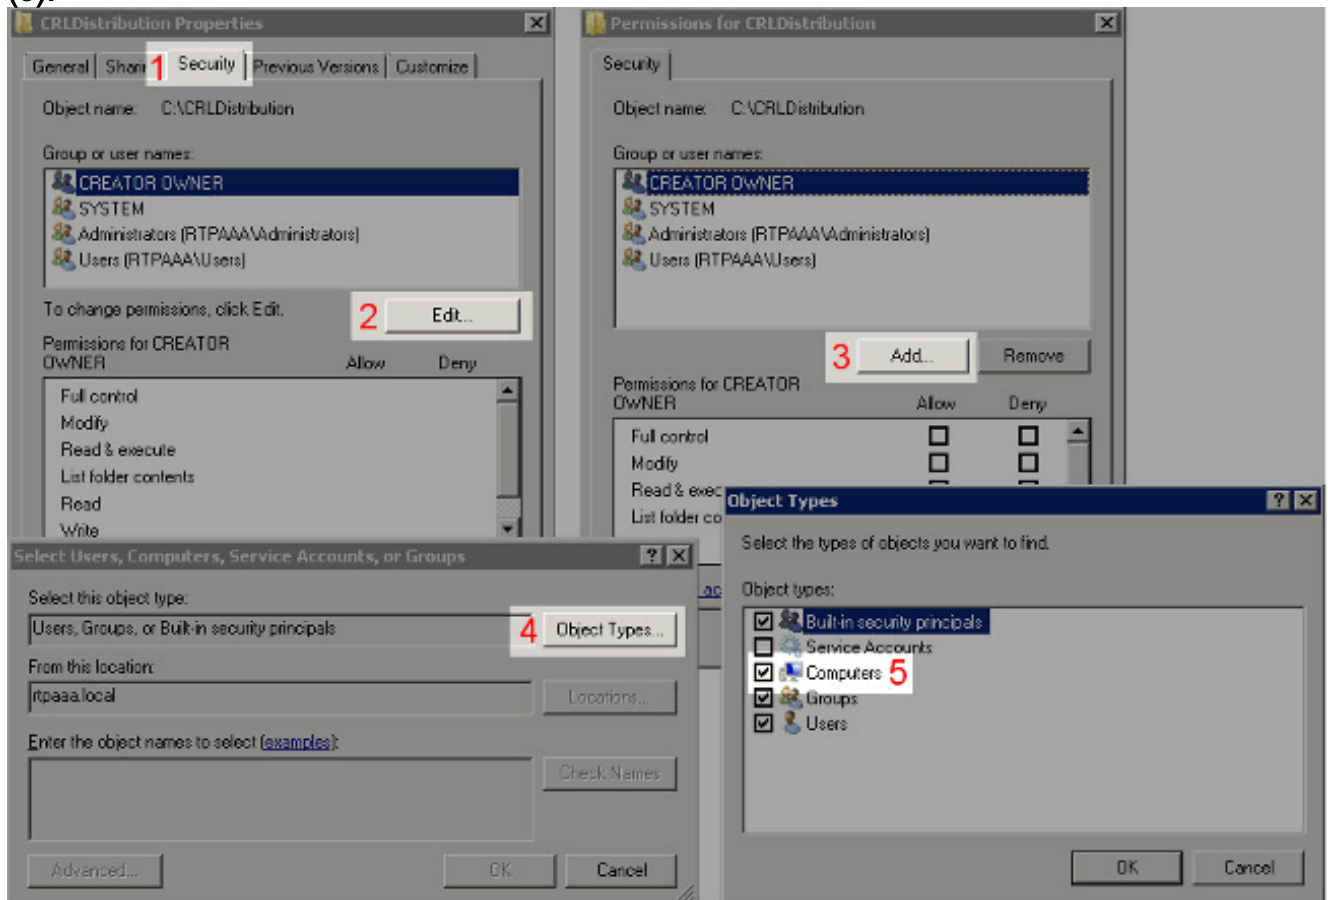 CRLDistribution Properties
General Sharin 1 Security Previous Versions Customize
Object name: C:\CRLDistribution
Group or user names:
CREATOR OWNER
SYSTEM
Administrators (RTPAAA\Administrators)
Users (RTPAAA\Users)
To change permissions, click Edit. 2 Edit...
Permissions for CREATOR
OWNER Allow Deny
Full control
Modify
Read & execute
List folder contents
Read
Write
Permissions for CRLDistribution
Security
Object name: C:\CRLDistribution
Group or user names:
CREATOR OWNER
SYSTEM
Administrators (RTPAAA\Administrators)
Users (RTPAAA\Users)
3 Add... Remove
Permissions for CREATOR
OWNER Allow Deny
Full control
Modify
Read & exec
List folder co
ac
Select Users, Computers, Service Accounts, or Groups
Select this object type:
Users, Groups, or Built-in security principals 4 Object Types...
From this location:
rtpaaa.local Locations...
Enter the object names to select (examples):
Check Names
Advanced... OK Cancel
Object Types
Select the types of objects you want to find.
Object types:
Built-in security principals
Service Accounts
Computers 5
Groups
Users
OK Cancel